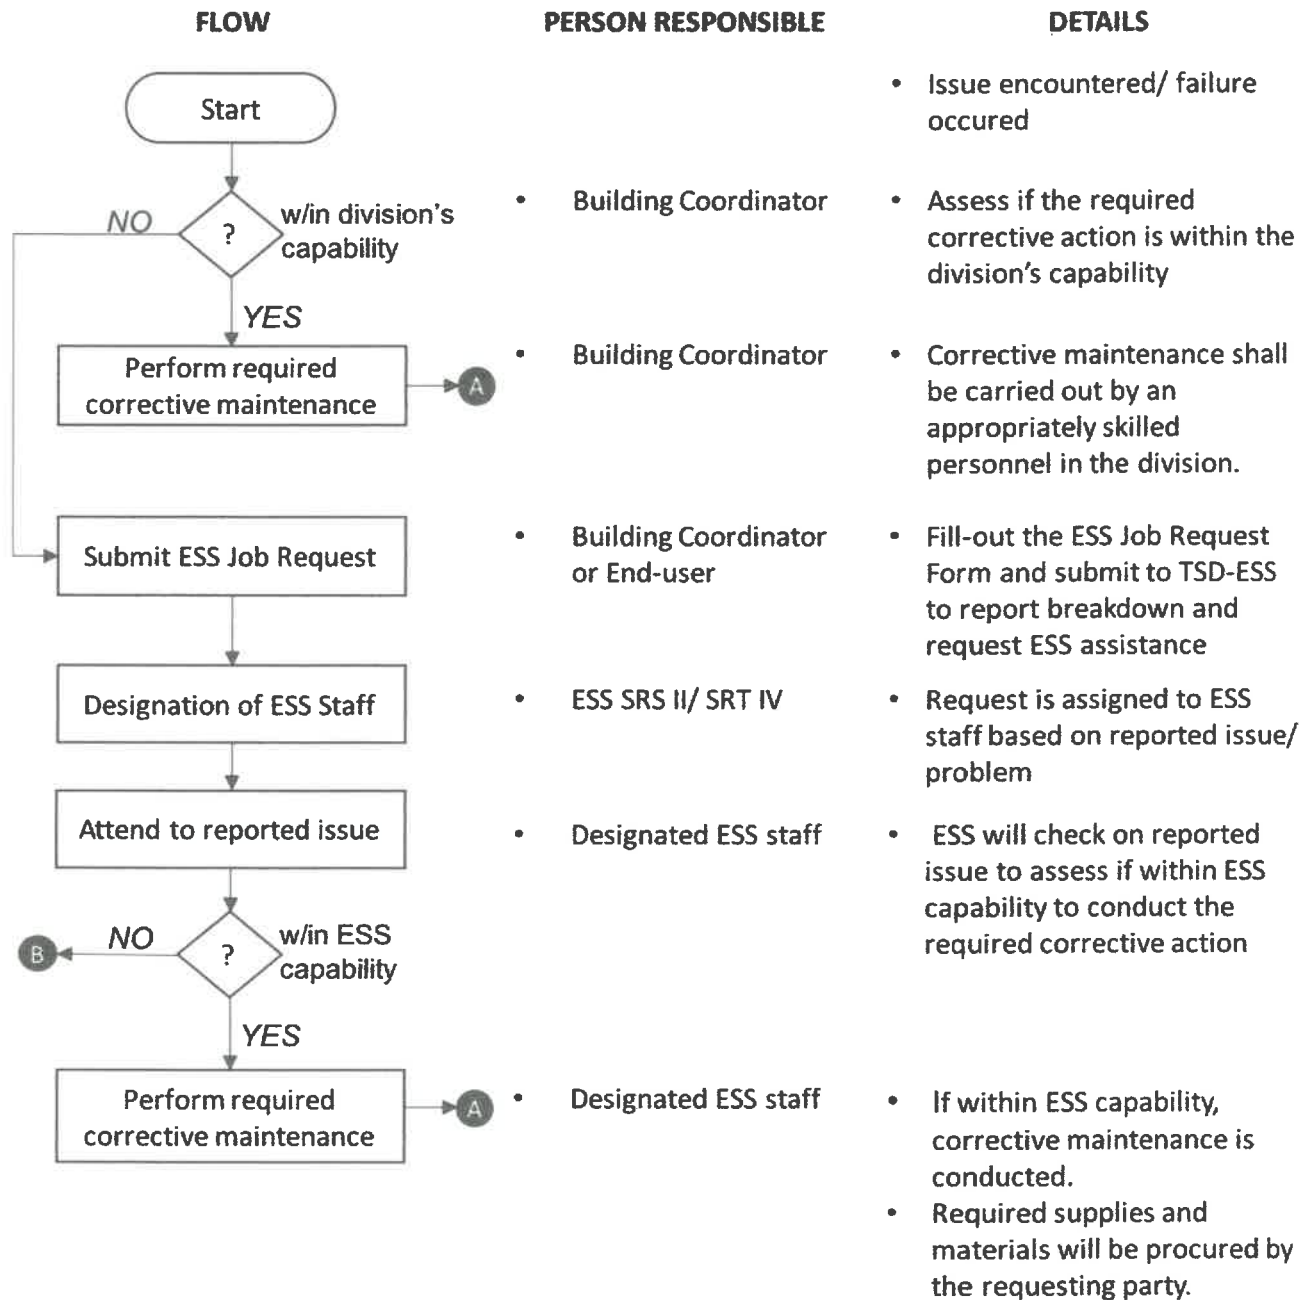 FLOW PERSON RESPONSIBLE DETAILS
Start
• Issue encountered/ failure
occured
NO
?
w/in division's
capability
• Building Coordinator
• Assess if the required
corrective action is within the
division's capability
YES
Perform required
corrective maintenance
A
• Building Coordinator
• Corrective maintenance shall
be carried out by an
appropriately skilled
personnel in the division.
Submit ESS Job Request
• Building Coordinator
or End-user
• Fill-out the ESS Job Request
Form and submit to TSD-ESS
to report breakdown and
request ESS assistance
Designation of ESS Staff
• ESS SRS II/ SRT IV
• Request is assigned to ESS
staff based on reported issue/
problem
Attend to reported issue
• Designated ESS staff
• ESS will check on reported
issue to assess if within ESS
capability to conduct the
required corrective action
B
NO
?
w/in ESS
capability
YES
Perform required
corrective maintenance
A
• Designated ESS staff
• If within ESS capability,
corrective maintenance is
conducted.
• Required supplies and
materials will be procured by
the requesting party.